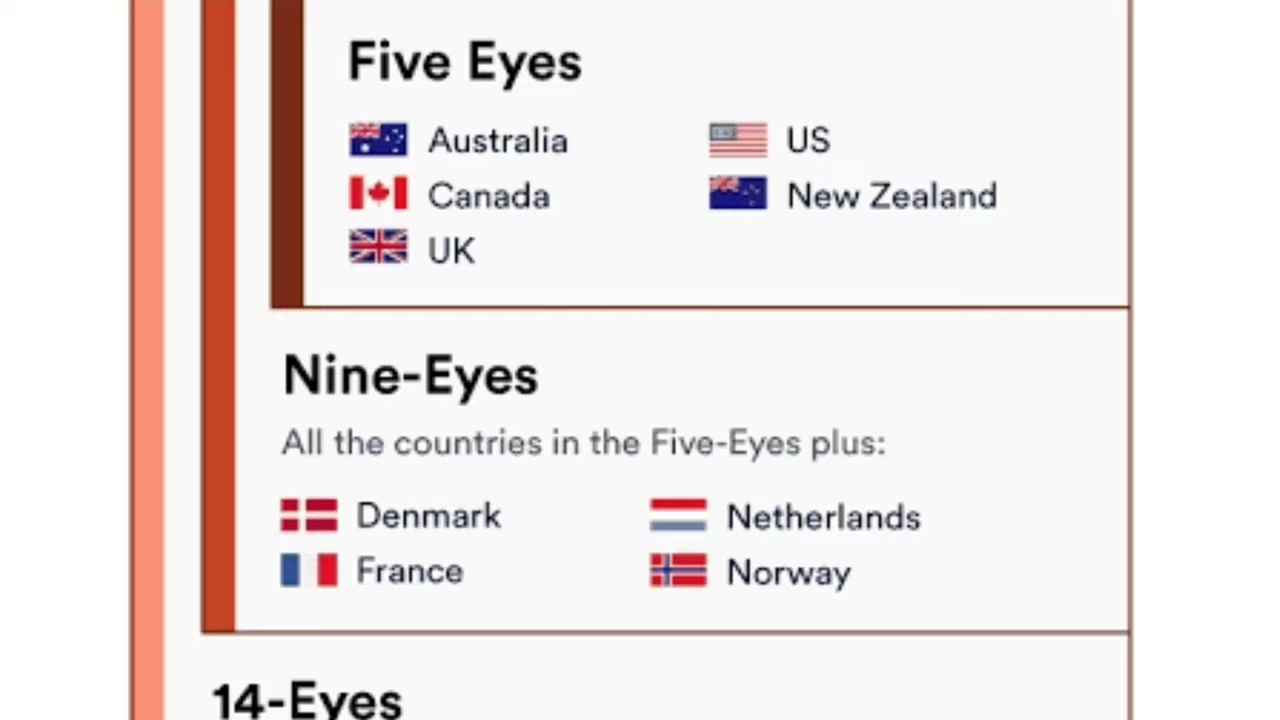 Five Eyes
Australia
US
Canada
New Zealand
UK
Nine-Eyes
All the countries in the Five-Eyes plus:
Denmark
Netherlands
France
Norway
14-Eyes